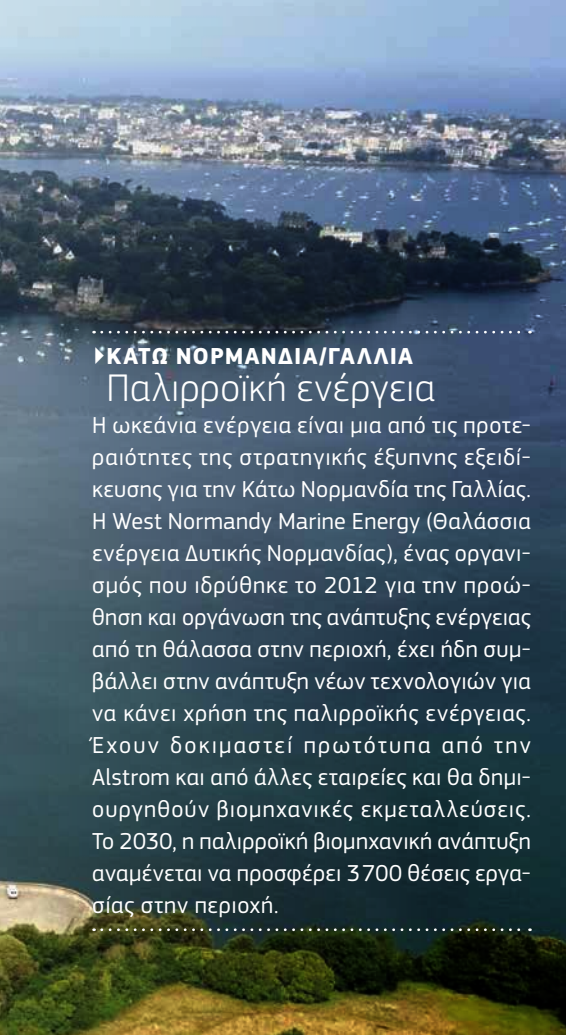 ▸ΚΑΤΩ ΝΟΡΜΑΝΔΙΑ/ΓΑΛΛΙΑ
Παλιρροϊκή ενέργεια
Η ωκεάνια ενέργεια είναι μια από τις προτε-
ραιότητες της στρατηγικής έξυπνης εξειδί-
κευσης για την Κάτω Νορμανδία της Γαλλίας.
Η West Normandy Marine Energy (Θαλάσσια
ενέργεια Δυτικής Νορμανδίας), ένας οργανι-
σμός που ιδρύθηκε το 2012 για την προώ-
θηση και οργάνωση της ανάπτυξης ενέργειας
από τη θάλασσα στην περιοχή, έχει ήδη συμ-
βάλλει στην ανάπτυξη νέων τεχνολογιών για
να κάνει χρήση της παλιρροϊκής ενέργειας.
Έχουν δοκιμαστεί πρωτότυπα από την
Alstrom και από άλλες εταιρείες και θα δημι-
ουργηθούν βιομηχανικές εκμεταλλεύσεις.
Το 2030, η παλιρροϊκή βιομηχανική ανάπτυξη
αναμένεται να προσφέρει 3 700 θέσεις εργα-
σίας στην περιοχή.